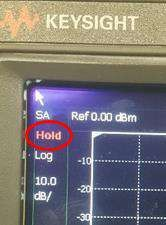 KEYSIGHT
SA Ref 0.00 dBm
Hold
Log
-10
10.0
dB/
-20
-30